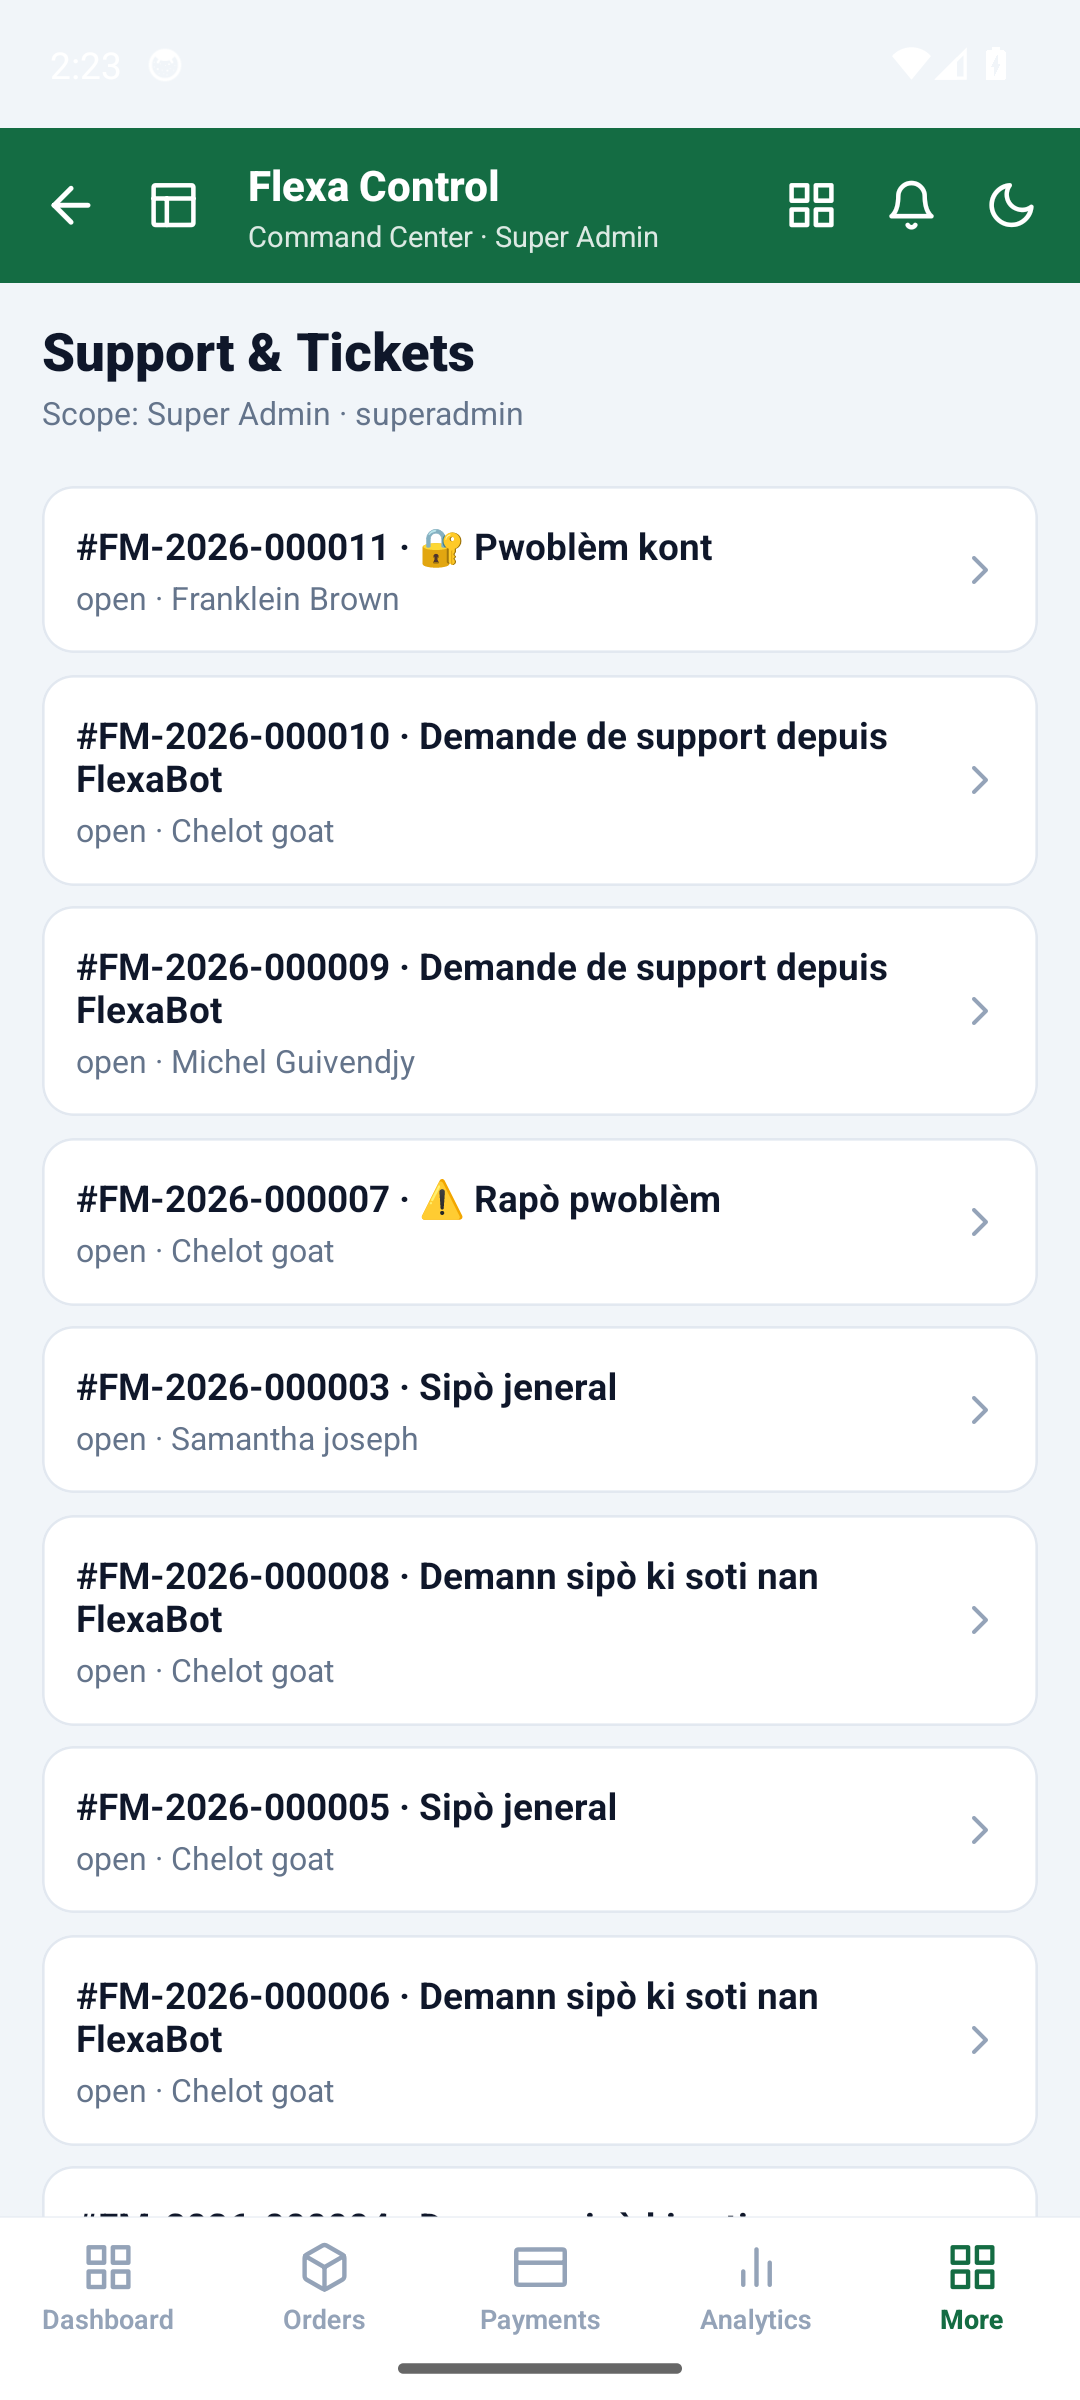 2:23
Flexa Control
Command Center · Super Admin
Support & Tickets
Scope: Super Admin · superadmin
#FM-2026-000011 · 🔐 Pwoblèm kont
open · Franklein Brown
#FM-2026-000010 · Demande de support depuis
FlexaBot
open · Chelot goat
#FM-2026-000009 · Demande de support depuis
FlexaBot
open · Michel Guivendjy
#FM-2026-000007 · ⚠️ Rapò pwoblèm
open · Chelot goat
#FM-2026-000003 · Sipò jeneral
open · Samantha joseph
#FM-2026-000008 · Demann sipò ki soti nan
FlexaBot
open · Chelot goat
#FM-2026-000005 · Sipò jeneral
open · Chelot goat
#FM-2026-000006 · Demann sipò ki soti nan
FlexaBot
open · Chelot goat
Dashboard
Orders
Payments
Analytics
More